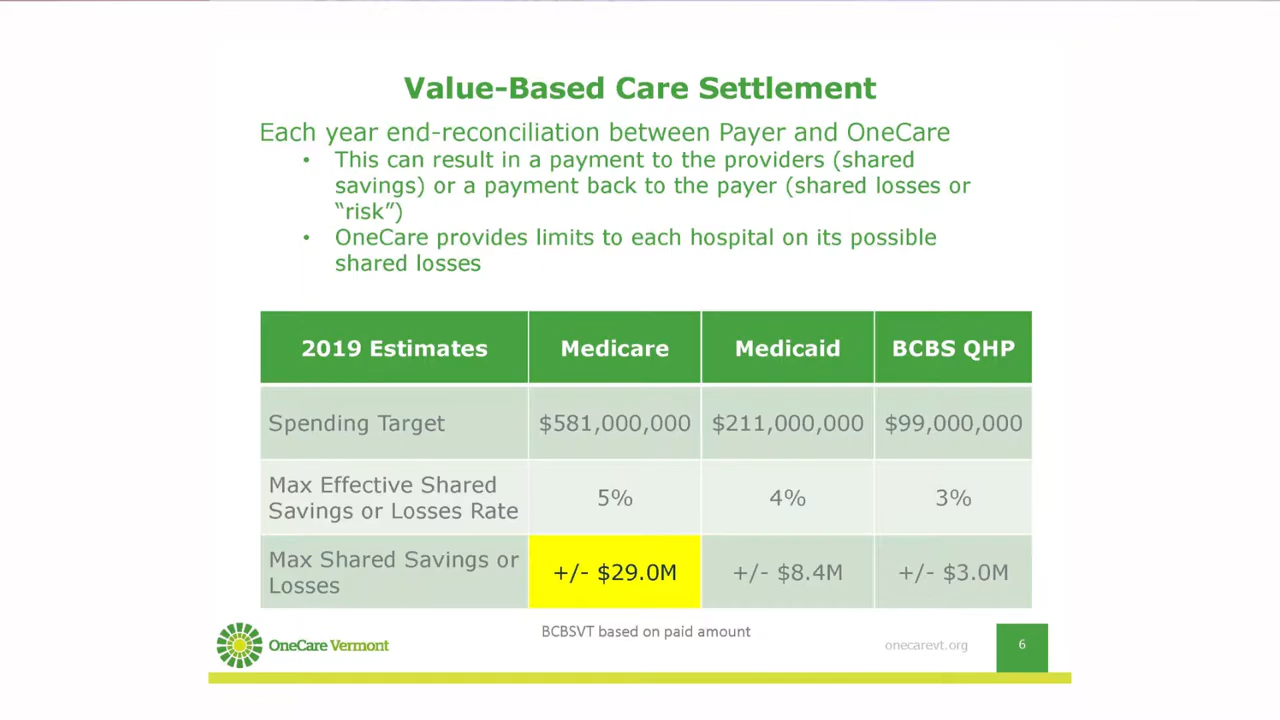 Value-Based Care Settlement
Each year end-reconciliation between Payer and OneCare
• This can result in a payment to the providers (shared
savings) or a payment back to the payer (shared losses or
“risk”)
• OneCare provides limits to each hospital on its possible
shared losses
2019 Estimates Medicare Medicaid BCBS QHP
Spending Target $581,000,000 $211,000,000 $99,000,000
Max Effective Shared
Savings or Losses Rate 5% 4% 3%
Max Shared Savings or
Losses +/- $29.0M +/- $8.4M +/- $3.0M
BCBSVT based on paid amount
OneCare Vermont onecarevt.org 6